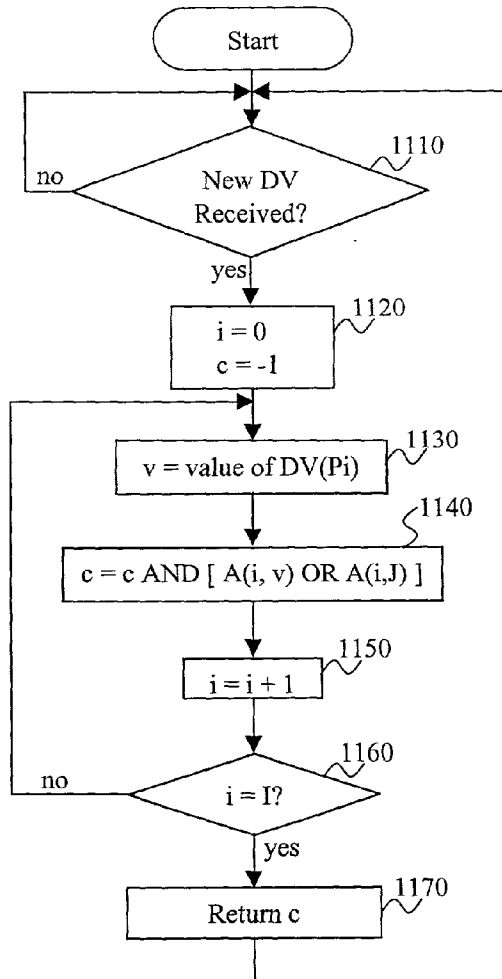 Start
1110
no
New DV
Received?
yes
1120
i = 0
c = -1
1130
v = value of DV(Pi)
1140
c = c AND [ A(i, v) OR A(i,J) ]
1150
i = i + 1
1160
no
i = I?
yes
1170
Return c